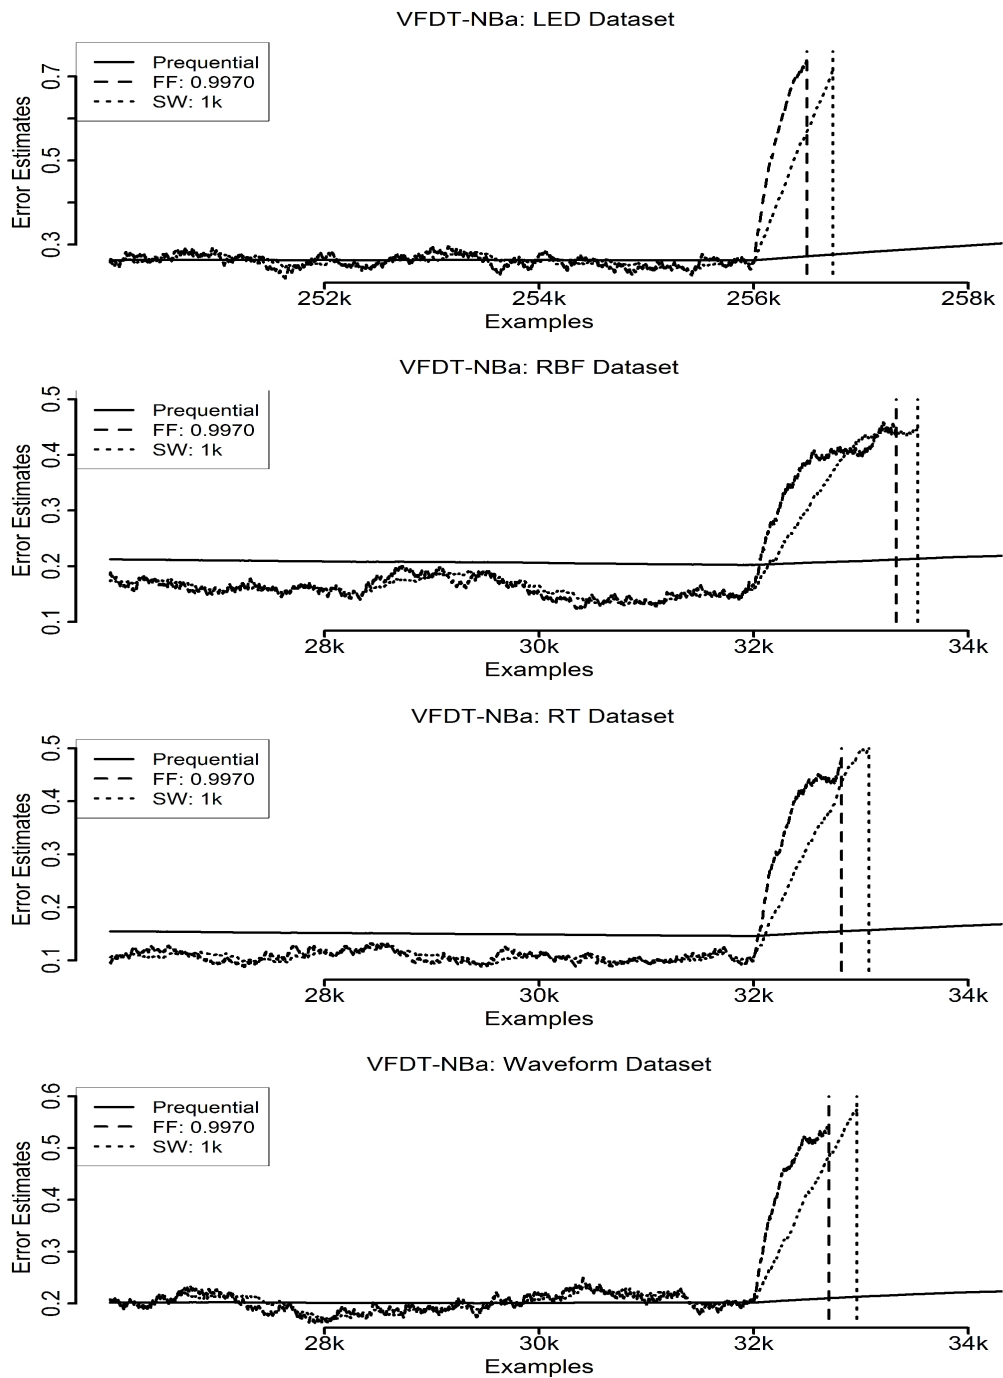 VFDT-NBa: LED Dataset
Prequential
FF: 0.9970
SW: 1k
Error Estimates
0.7
0.5
0.3
252k 254k 256k 258k
Examples
VFDT-NBa: RBF Dataset
Prequential
FF: 0.9970
SW: 1k
Error Estimates
0.5
0.4
0.3
0.2
0.1
28k 30k 32k 34k
Examples
VFDT-NBa: RT Dataset
Prequential
FF: 0.9970
SW: 1k
Error Estimates
0.5
0.4
0.3
0.2
0.1
28k 30k 32k 34k
Examples
VFDT-NBa: Waveform Dataset
Prequential
FF: 0.9970
SW: 1k
Error Estimates
0.6
0.5
0.4
0.3
0.2
28k 30k 32k 34k
Examples